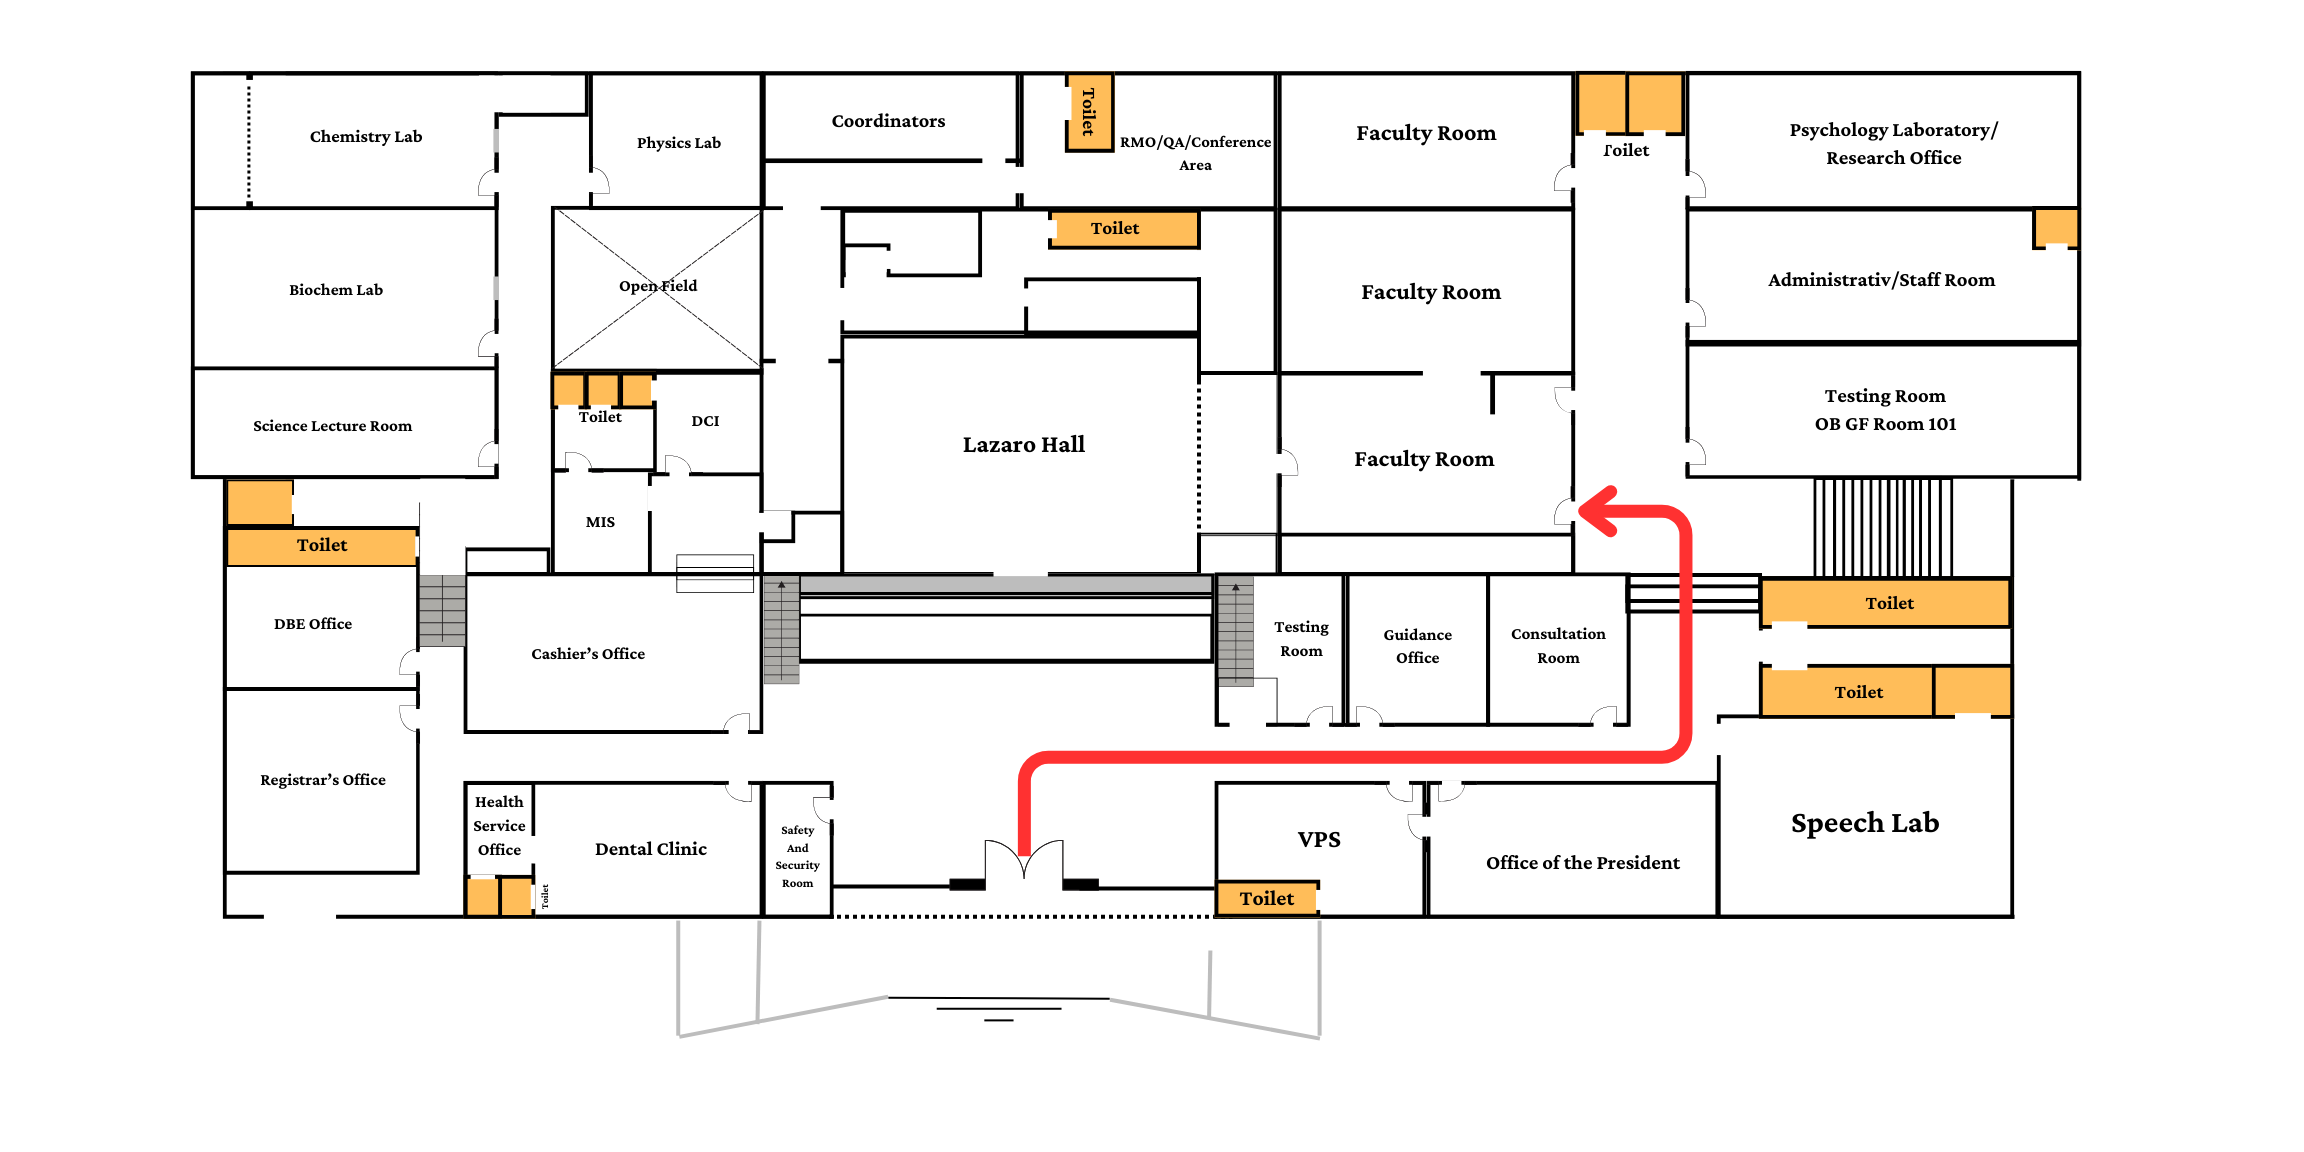 Chemistry Lab
Physics Lab
Coordinators
Toilet
RMO/QA/Conference
Area
Faculty Room
Toilet
Psychology Laboratory/
Research Office
Biochem Lab
Open Field
Toilet
Faculty Room
Administrativ/Staff Room
Science Lecture Room
Toilet
DCI
Lazaro Hall
Faculty Room
Testing Room
OB GF Room 101
MIS
Toilet
DBE Office
Cashier's Office
Testing
Room
Guidance
Office
Consultation
Room
Toilet
Toilet
Registrar's Office
Health
Service
Office
Toilet
Dental Clinic
Safety
And
Security
Room
VPS
Toilet
Office of the President
Speech Lab